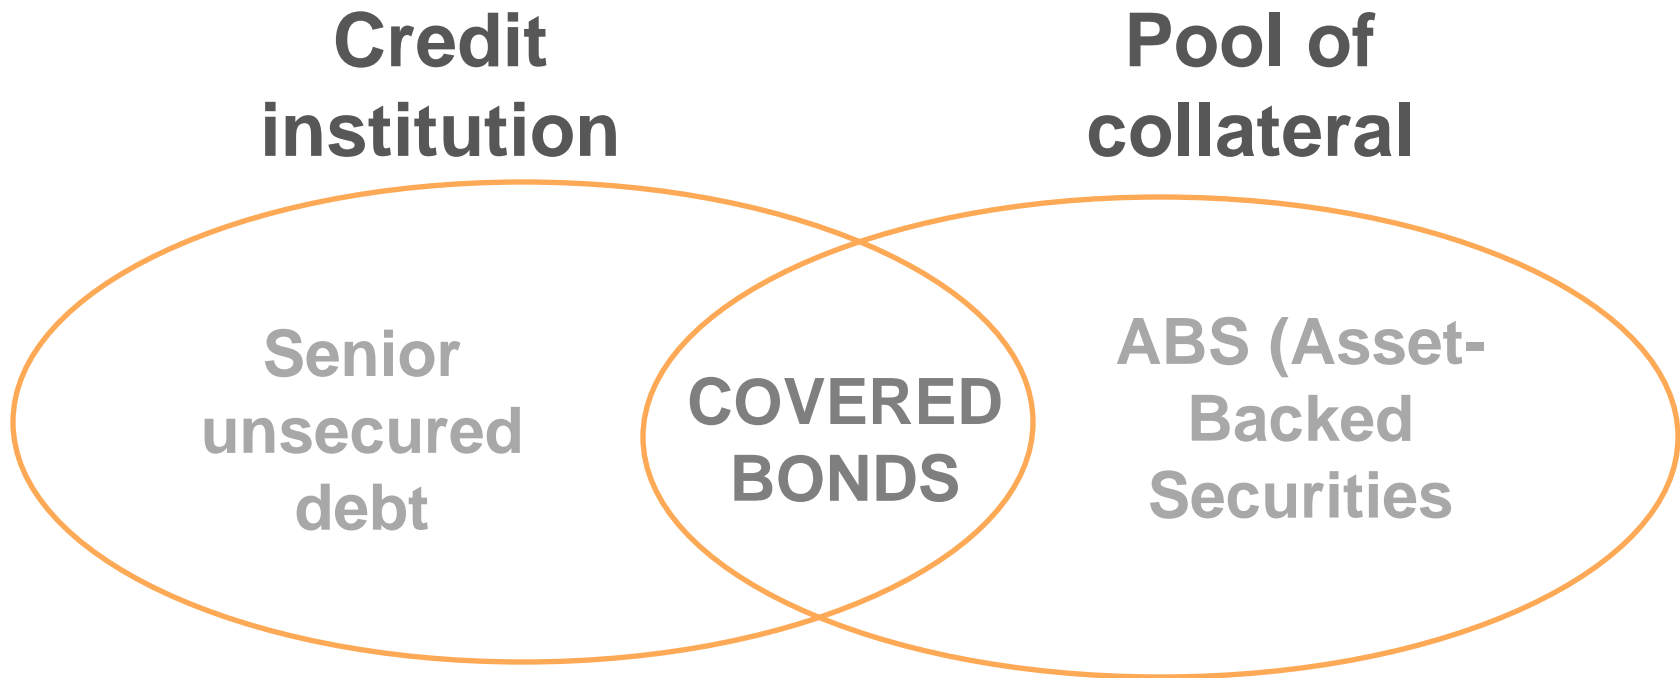 Credit
institution
Pool of
collateral
Senior
unsecured
debt
COVERED
BONDS
ABS (Asset-
Backed
Securities